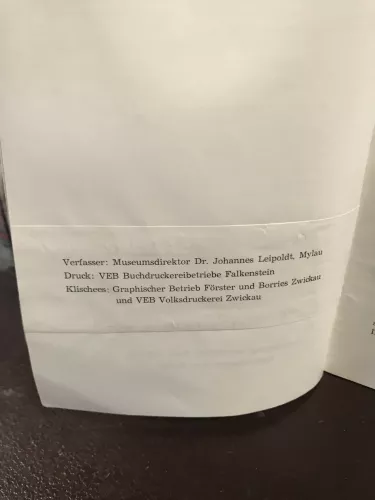 Verfasser: Museumsdirektor Dr. Johannes Leipoldt, Mylau
Druck: VEB Buchdruckereibetriebe Falkenstein
Klischees: Graphischer Betrieb Förster und Borries Zwickau
und VEB Volksdruckerei Zwickau